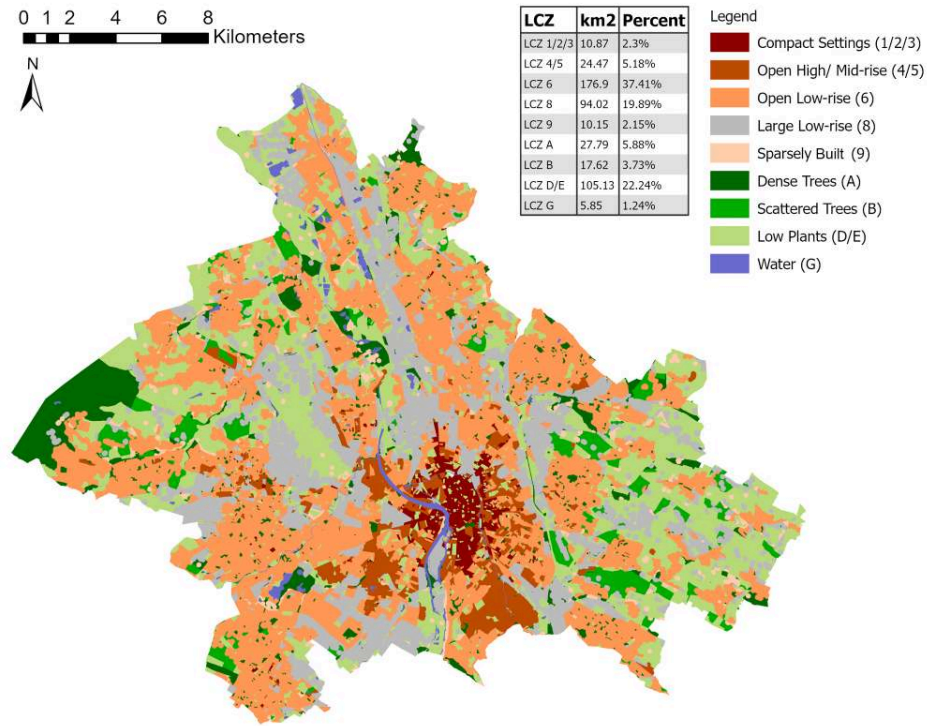 0 1 2 4 6 8
Kilometers
N
LCZ km2 Percent
LCZ 1/2/3 10.87 2.3%
LCZ 4/5 24.47 5.18%
LCZ 6 176.9 37.41%
LCZ 8 94.02 19.89%
LCZ 9 10.15 2.15%
LCZ A 27.79 5.88%
LCZ B 17.62 3.73%
LCZ D/E 105.13 22.24%
LCZ G 5.85 1.24%
Legend
Compact Settings (1/2/3)
Open High/ Mid-rise (4/5)
Open Low-rise (6)
Large Low-rise (8)
Sparsely Built (9)
Dense Trees (A)
Scattered Trees (B)
Low Plants (D/E)
Water (G)